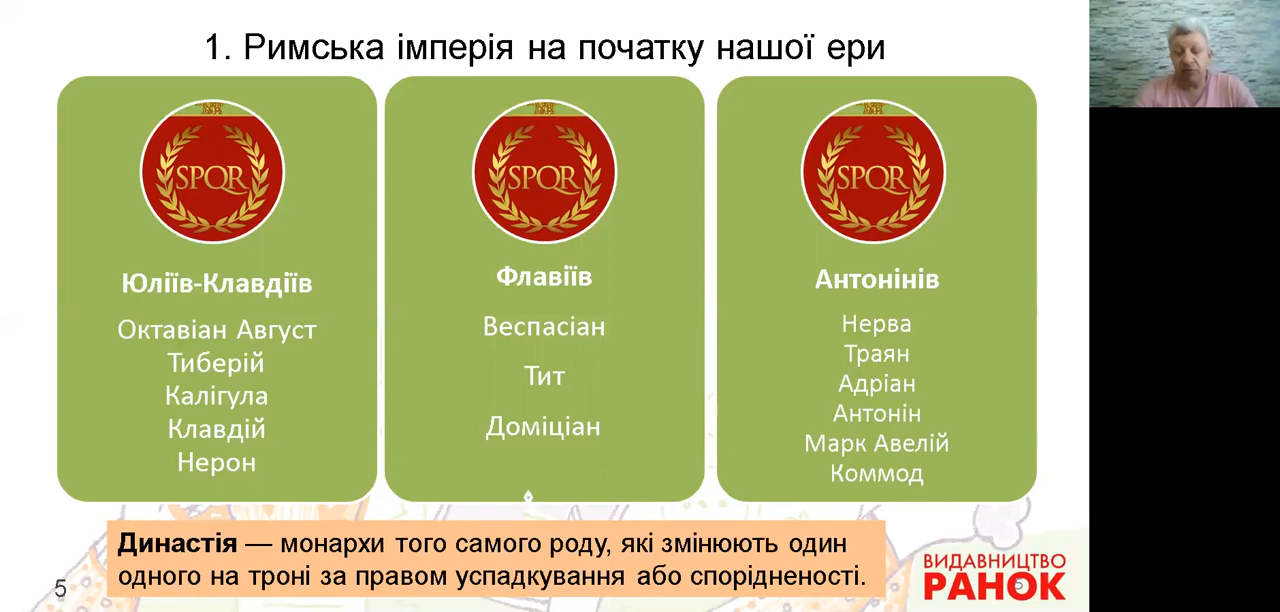 1. Римська імперія на початку нашої ери
SPQR
Юліїв-Клавдіїв
Октавіан Август
Тиберій
Калігула
Клавдій
Нерон
SPQR
Флавіїв
Веспасіан
Тит
Доміціан
SPQR
Антонінів
Нерва
Траян
Адріан
Антонін
Марк Авелій
Коммод
Династія — монархи того самого роду, які змінюють один
одного на троні за правом успадкування або спорідненості.
5
ВИДАВНИЦТВО
РАНОК